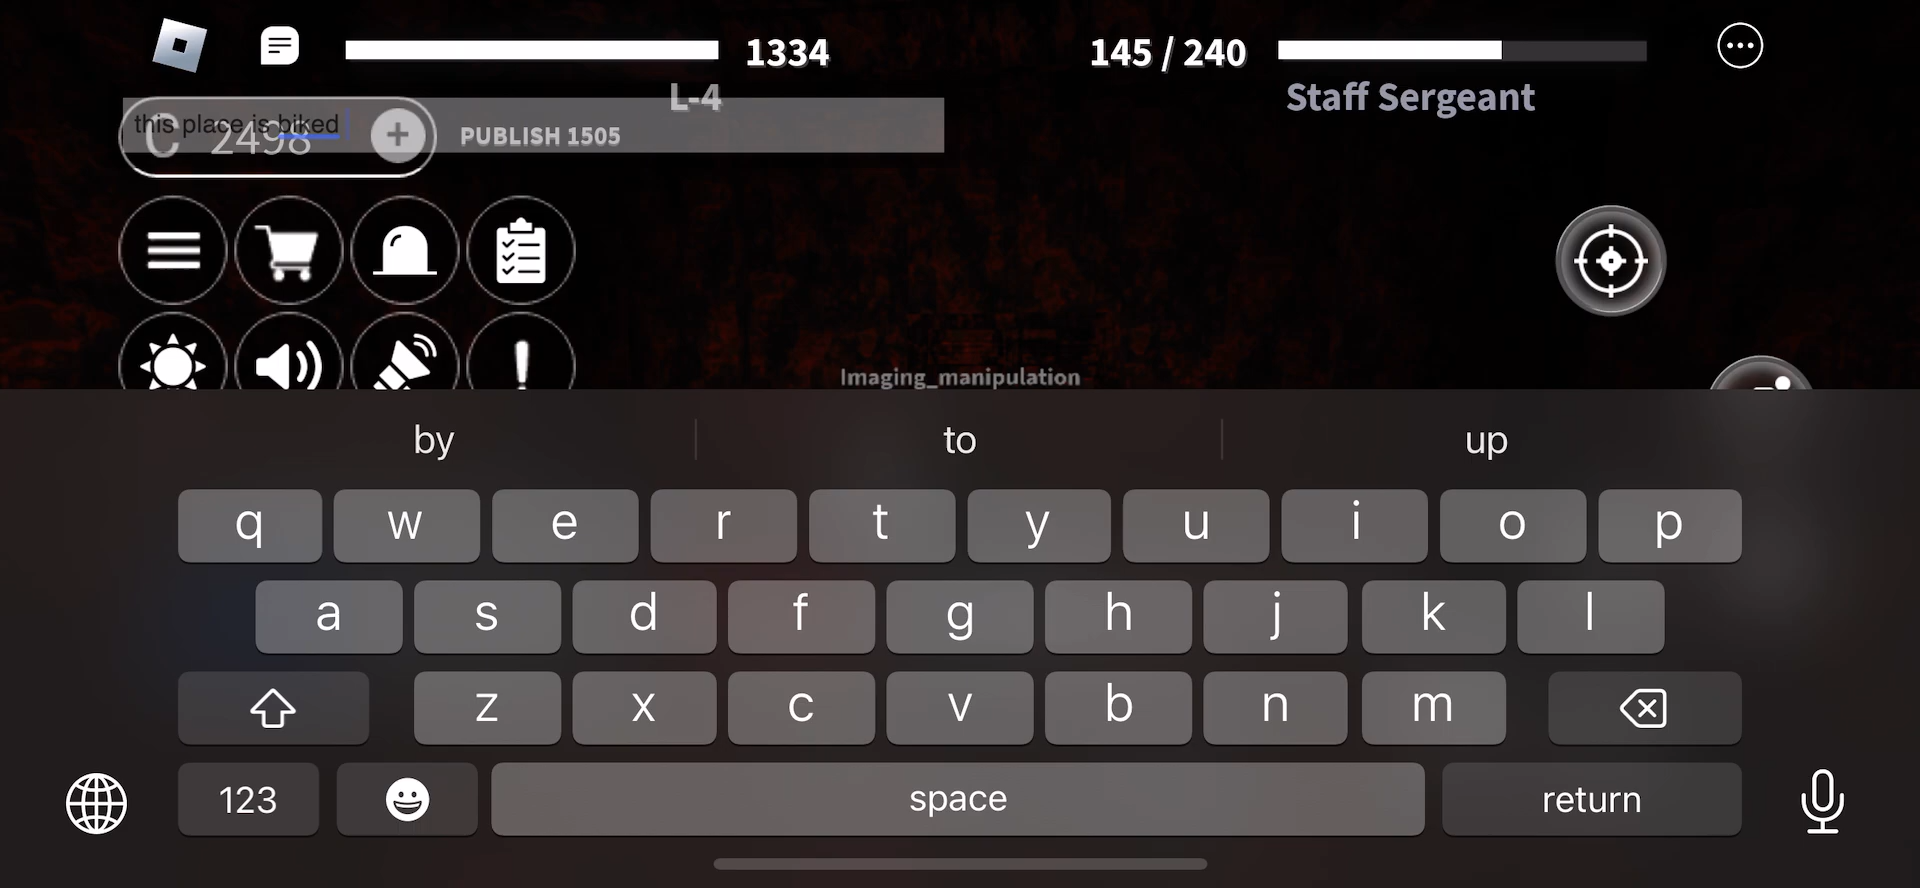 1334
145 / 240
L-4
Staff Sergeant
this place is biked
C 2498 +
PUBLISH 1505
Imaging_manipulation
by to up
q w e r t y u i o p
a s d f g h j k l
z x c v b n m
123 space return